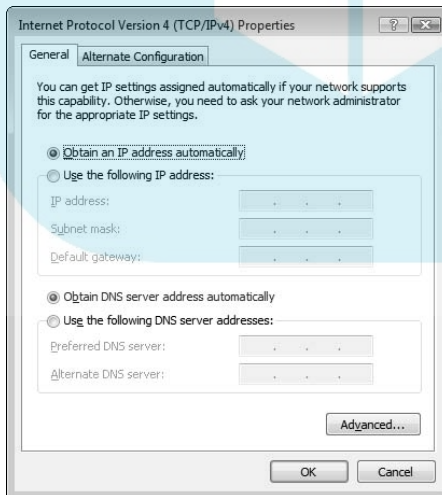 Internet Protocol Version 4 (TCP/IPv4) Properties
General
Alternate Configuration
You can get IP settings assigned automatically if your network supports
this capability. Otherwise, you need to ask your network administrator
for the appropriate IP settings.
Obtain an IP address automatically
Use the following IP address:
IP address:
Subnet mask:
Default gateway:
Obtain DNS server address automatically
Use the following DNS server addresses:
Preferred DNS server:
Alternate DNS server:
Advanced...
OK
Cancel